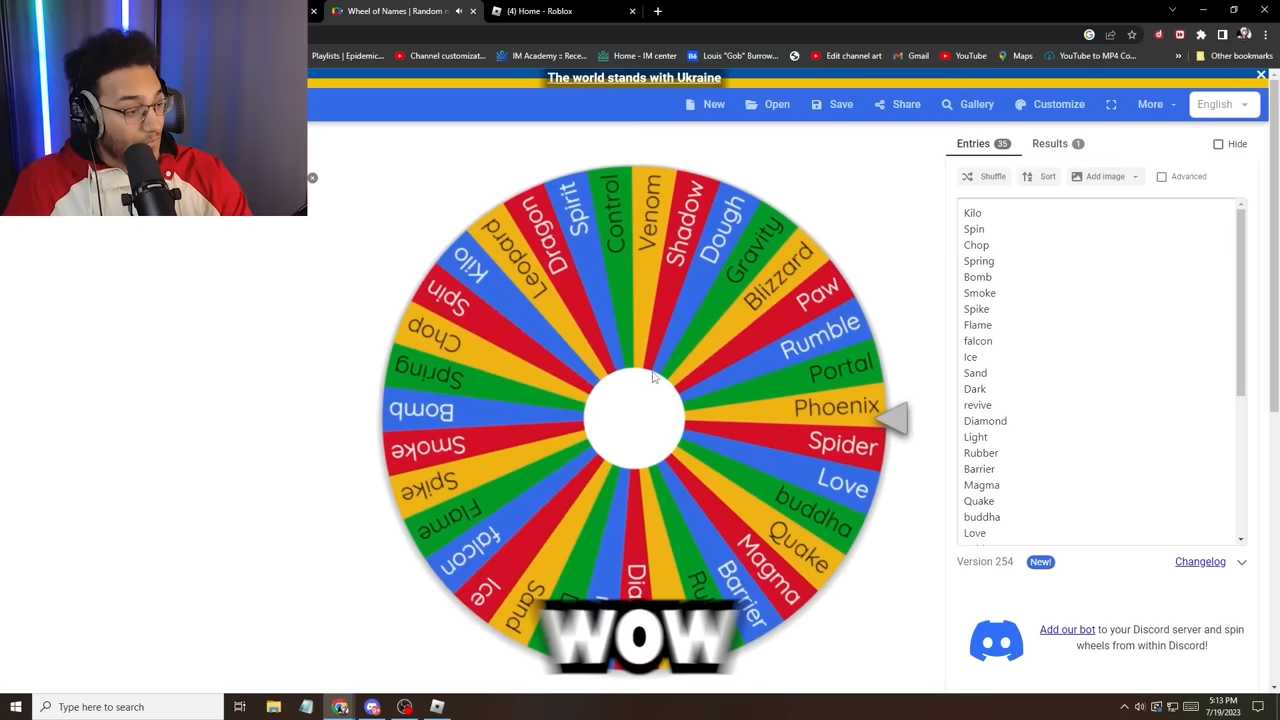 Wheel of Names | Random n
(4) Home - Roblox
Playlists | Epidemic...
Channel customizat...
IM Academy :: Rece...
Home - IM center
Louis "Gob" Burrow...
Edit channel art
Gmail
YouTube
Maps
YouTube to MP4 Co...
Other bookmarks
The world stands with Ukraine
New
Open
Save
Share
Gallery
Customize
More
English
Entries 35
Results 1
Hide
Shuffle
Sort
Add image
Advanced
Kilo
Spin
Chop
Spring
Bomb
Smoke
Spike
Flame
falcon
Ice
Sand
Dark
revive
Diamond
Light
Rubber
Barrier
Magma
Quake
buddha
Love
Venom
Shadow
Dough
Gravity
Blizzard
Paw
Rumble
Portal
Phoenix
Spider
Love
buddha
Quake
Magma
Barrier
Ru
Dia
Sand
Ice
falcon
Flame
Spike
Smoke
Bomb
Spring
Chop
Spin
Kilo
Leopard
Dragon
Spirit
Control
WOW
Version 254
New!
Changelog
Add our bot to your Discord server and spin
wheels from within Discord!
Type here to search
5:13 PM
7/19/2023